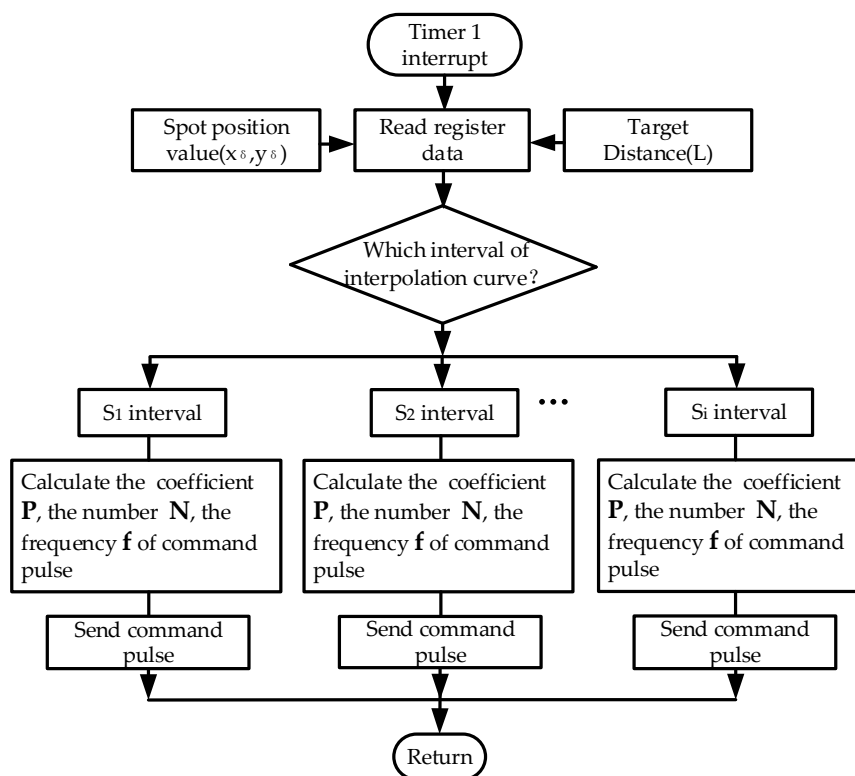 Timer 1
interrupt
Spot position
value(xδ,yδ)
Read register
data
Target
Distance(L)
Which interval of
interpolation curve?
S1 interval
S2 interval
...
Si interval
Calculate the coefficient
P, the number N, the
frequency f of command
pulse
Calculate the coefficient
P, the number N, the
frequency f of command
pulse
Calculate the coefficient
P, the number N, the
frequency f of command
pulse
Send command
pulse
Send command
pulse
Send command
pulse
Return